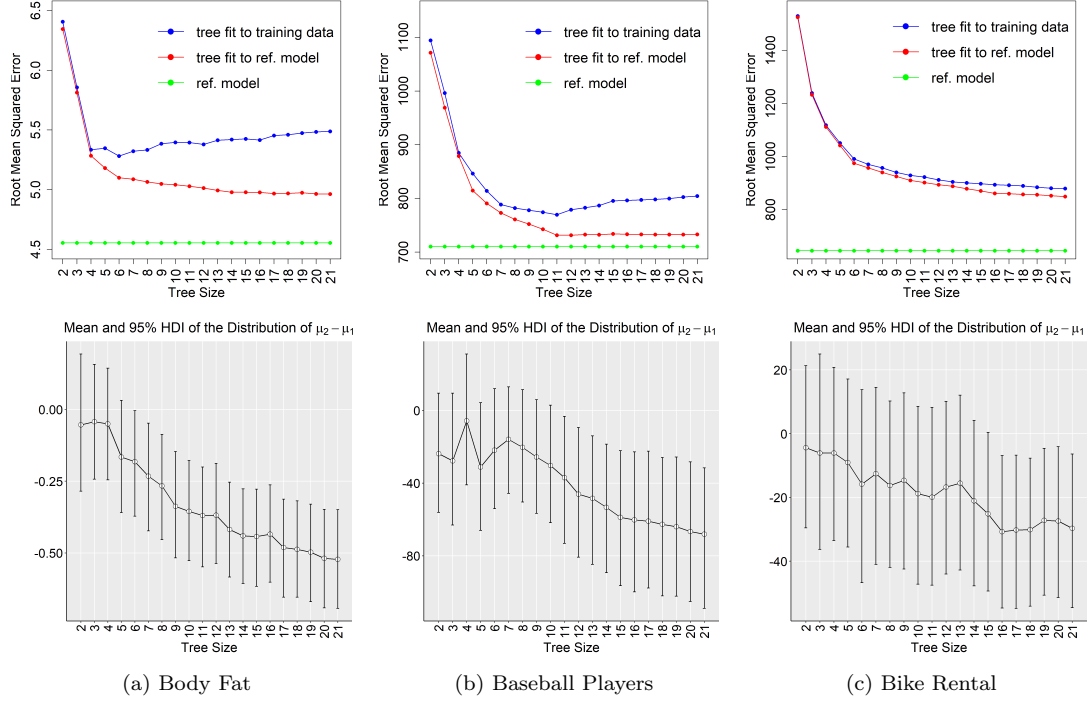 Root Mean Squared Error
6.5
6.0
5.5
5.0
4.5
tree fit to training data
tree fit to ref. model
ref. model
2 3 4 5 6 7 8 9 10 11 12 13 14 15 16 17 18 19 20 21
Tree Size
Root Mean Squared Error
1100
1000
900
800
700
tree fit to training data
tree fit to ref. model
ref. model
2 3 4 5 6 7 8 9 10 11 12 13 14 15 16 17 18 19 20 21
Tree Size
Root Mean Squared Error
1400
1200
1000
800
tree fit to training data
tree fit to ref. model
ref. model
2 3 4 5 6 7 8 9 10 11 12 13 14 15 16 17 18 19 20 21
Tree Size
Mean and 95% HDI of the Distribution of μ₂ − μ₁
0.00
-0.25
-0.50
2 3 4 5 6 7 8 9 10 11 12 13 14 15 16 17 18 19 20 21
Tree Size
(a) Body Fat
Mean and 95% HDI of the Distribution of μ₂ − μ₁
0
-40
-80
2 3 4 5 6 7 8 9 10 11 12 13 14 15 16 17 18 19 20 21
Tree Size
(b) Baseball Players
Mean and 95% HDI of the Distribution of μ₂ − μ₁
20
0
-20
-40
2 3 4 5 6 7 8 9 10 11 12 13 14 15 16 17 18 19 20 21
Tree Size
(c) Bike Rental